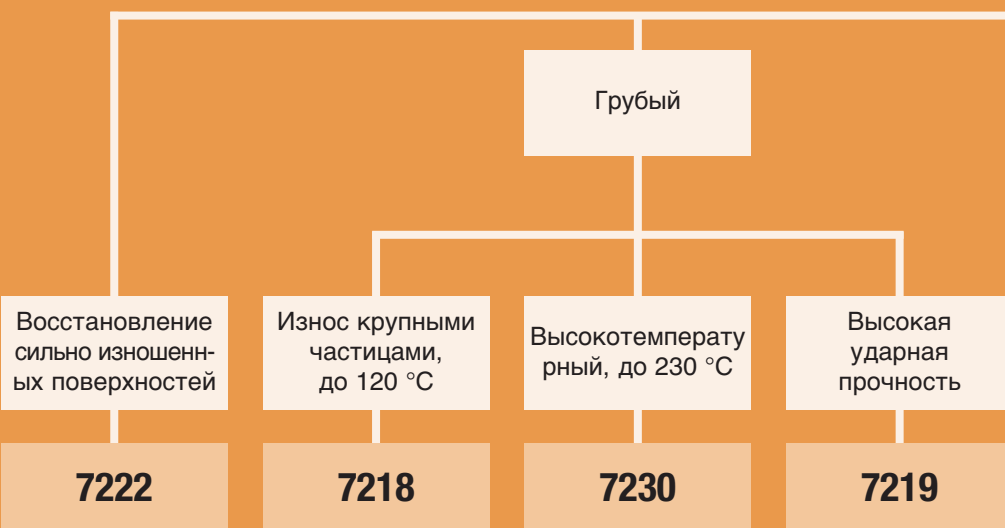 Грубый
Восстановление
сильно изношенн-
ых поверхностей
Износ крупными
частицами,
до 120 °C
Высокотемперату
рный, до 230 °C
Высокая
ударная
прочность
7222
7218
7230
7219